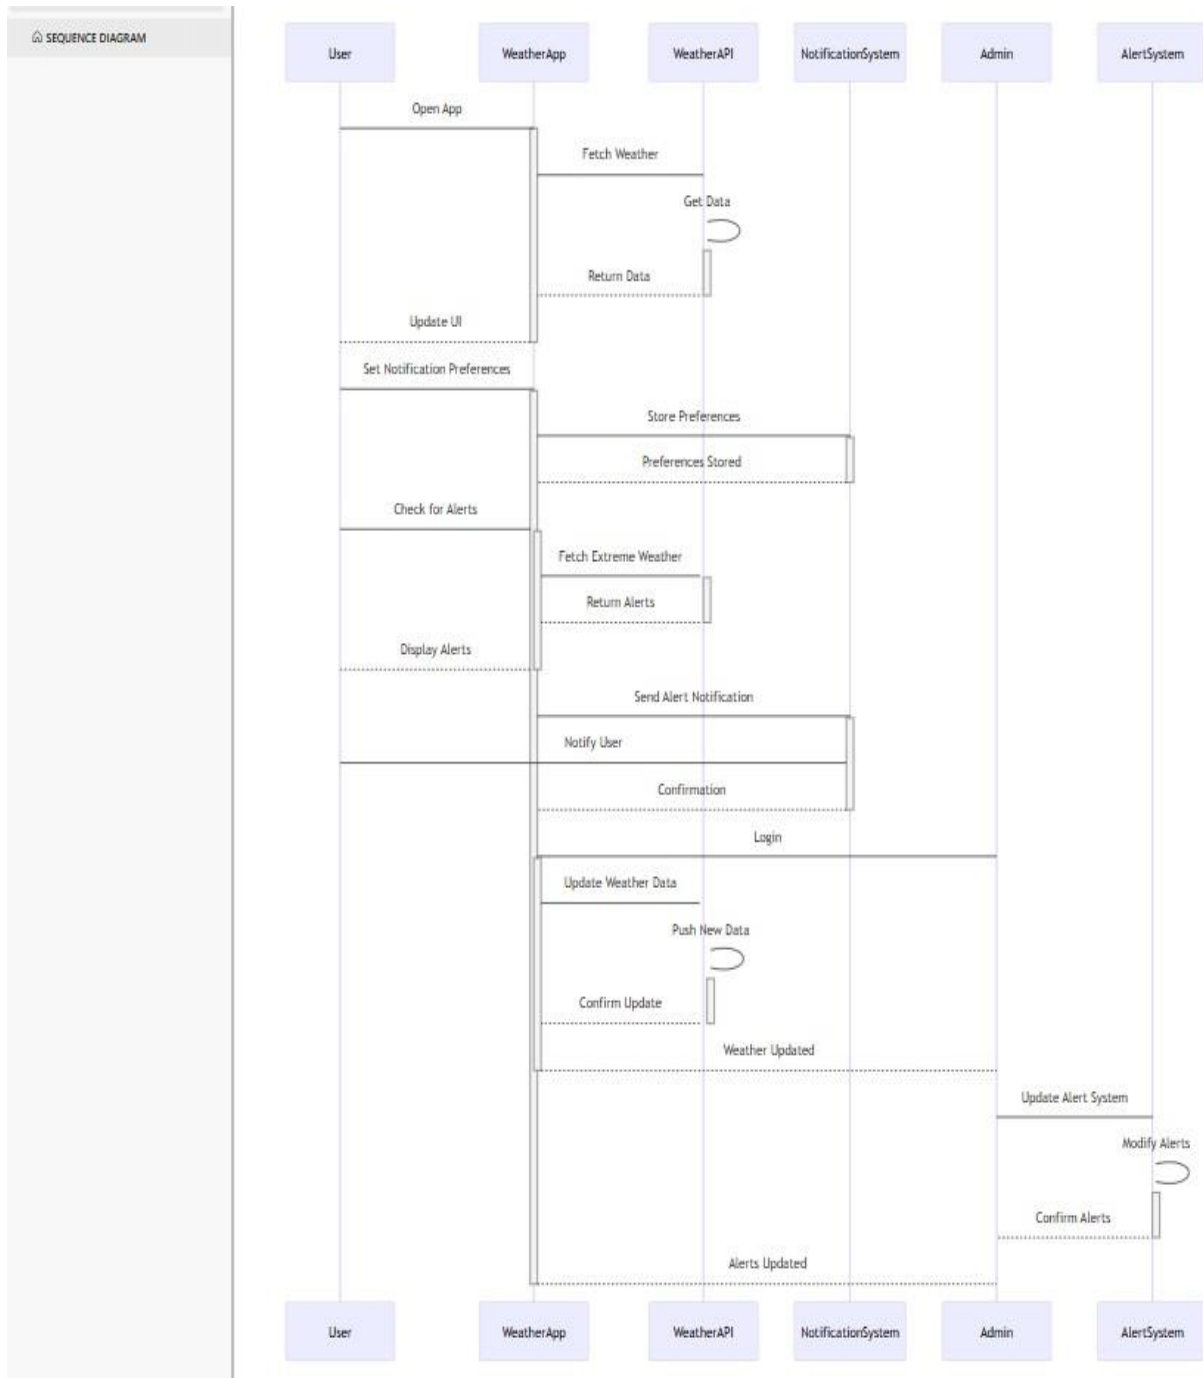 SEQUENCE DIAGRAM
User WeatherApp WeatherAPI NotificationSystem Admin AlertSystem
Open App
Fetch Weather
Get Data
Return Data
Update UI
Set Notification Preferences
Store Preferences
Preferences Stored
Check for Alerts
Fetch Extreme Weather
Return Alerts
Display Alerts
Send Alert Notification
Notify User
Confirmation
Login
Update Weather Data
Push New Data
Confirm Update
Weather Updated
Update Alert System
Modify Alerts
Confirm Alerts
Alerts Updated
User WeatherApp WeatherAPI NotificationSystem Admin AlertSystem